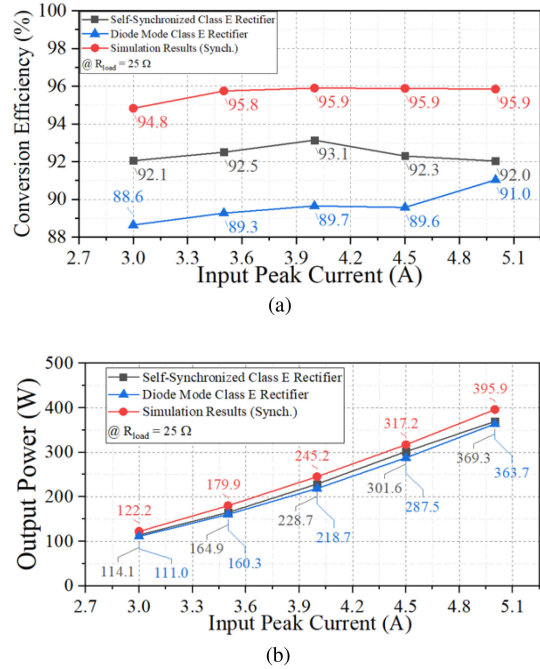 Conversion Efficiency (%)
100
98
96
94
92
90
88
Self-Synchronized Class E Rectifier
Diode Mode Class E Rectifier
Simulation Results (Synch.)
@ Rload = 25 Ω
94.8
95.8
95.9
95.9
95.9
92.1
92.5
93.1
92.3
92.0
88.6
89.3
89.7
89.6
91.0
2.7 3.0 3.3 3.6 3.9 4.2 4.5 4.8 5.1
Input Peak Current (A)
(a)
Output Power (W)
500
400
300
200
100
0
Self-Synchronized Class E Rectifier
Diode Mode Class E Rectifier
Simulation Results (Synch.)
@ Rload = 25 Ω
122.2
179.9
245.2
317.2
395.9
114.1
164.9
228.7
301.6
369.3
111.0
160.3
218.7
287.5
363.7
2.7 3.0 3.3 3.6 3.9 4.2 4.5 4.8 5.1
Input Peak Current (A)
(b)